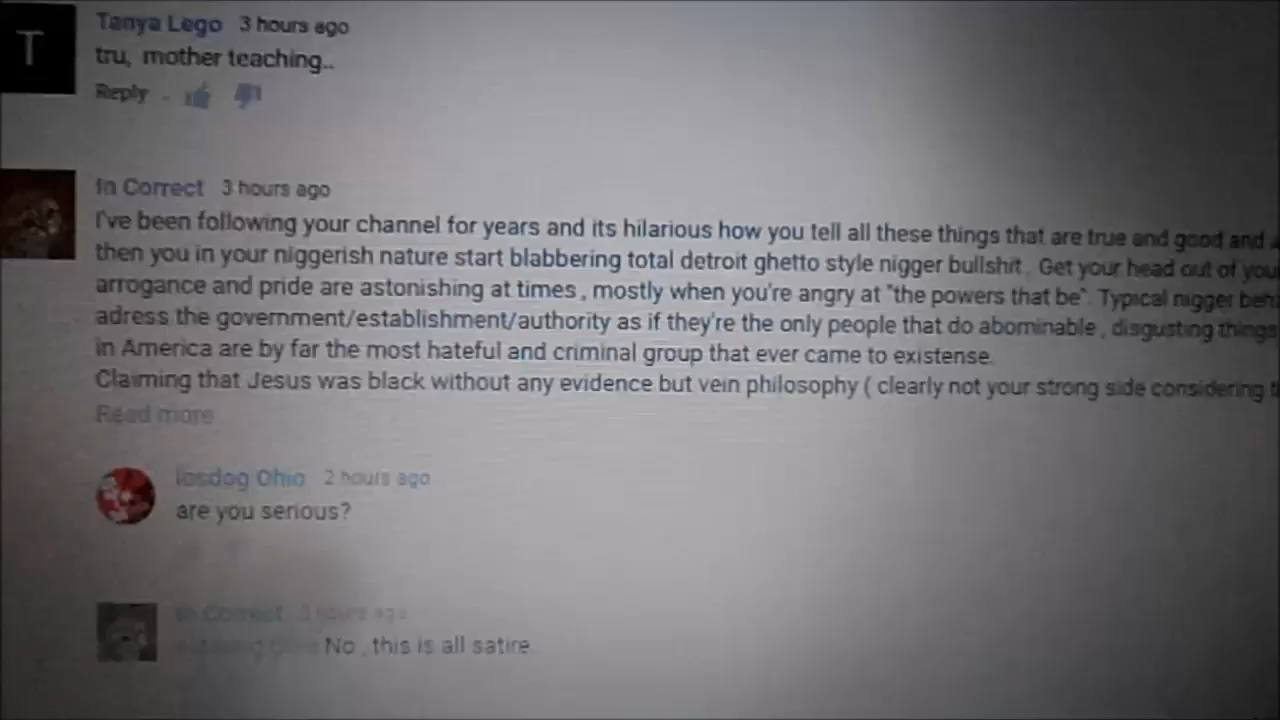 T
Tanya Lego 3 hours ago
tru, mother teaching..
Reply .
In Correct 3 hours ago
I've been following your channel for years and its hilarious how you tell all these things that are true and good and
then you in your niggerish nature start blabbering total detroit ghetto style nigger bullshit . Get your head out of you
arrogance and pride are astonishing at times , mostly when you're angry at "the powers that be". Typical nigger beh
adress the government/establishment/authority as if they're the only people that do abominable , disgusting things
in America are by far the most hateful and criminal group that ever came to existense.
Claiming that Jesus was black without any evidence but vein philosophy ( clearly not your strong side considering
Read more
losdog Ohio 2 hours ago
are you serious?
In Correct hours ago
No , this is all satire